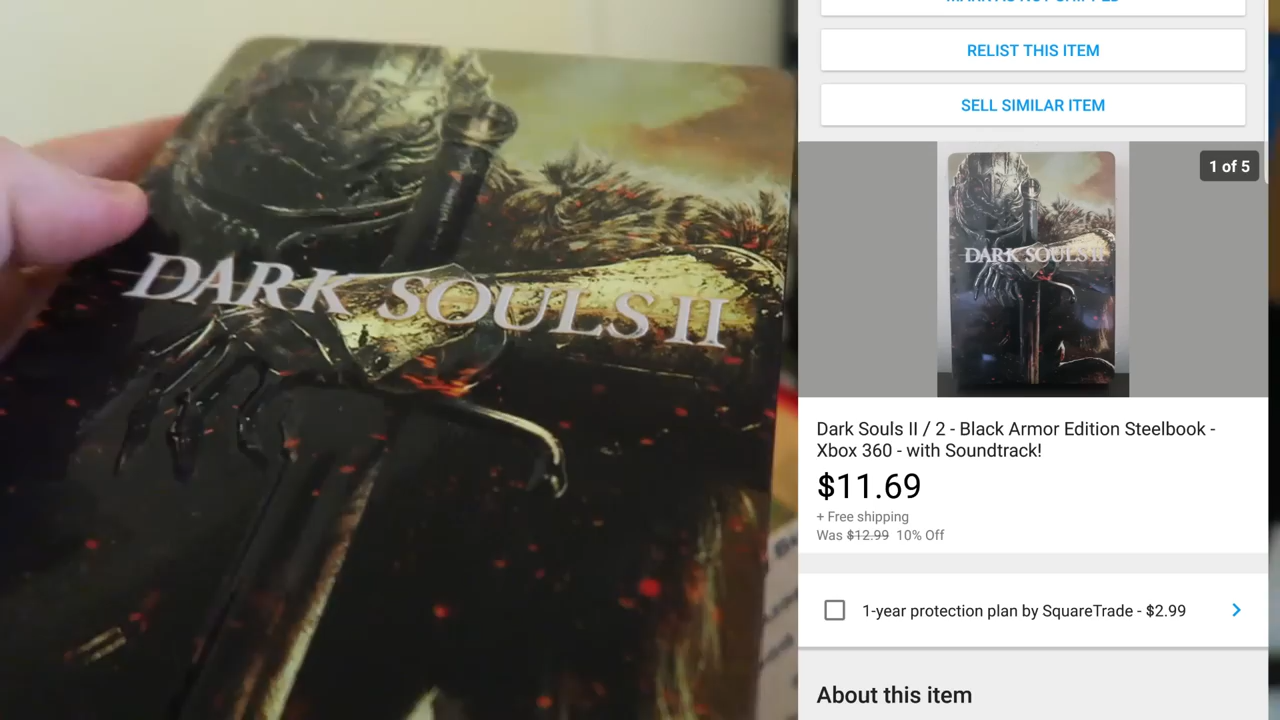 DARK SOULS II
RELIST THIS ITEM
SELL SIMILAR ITEM
1 of 5
DARK SOULS II
Dark Souls II / 2 - Black Armor Edition Steelbook -
Xbox 360 - with Soundtrack!
$11.69
+ Free shipping
Was $12.99 10% Off
1-year protection plan by SquareTrade - $2.99
About this item